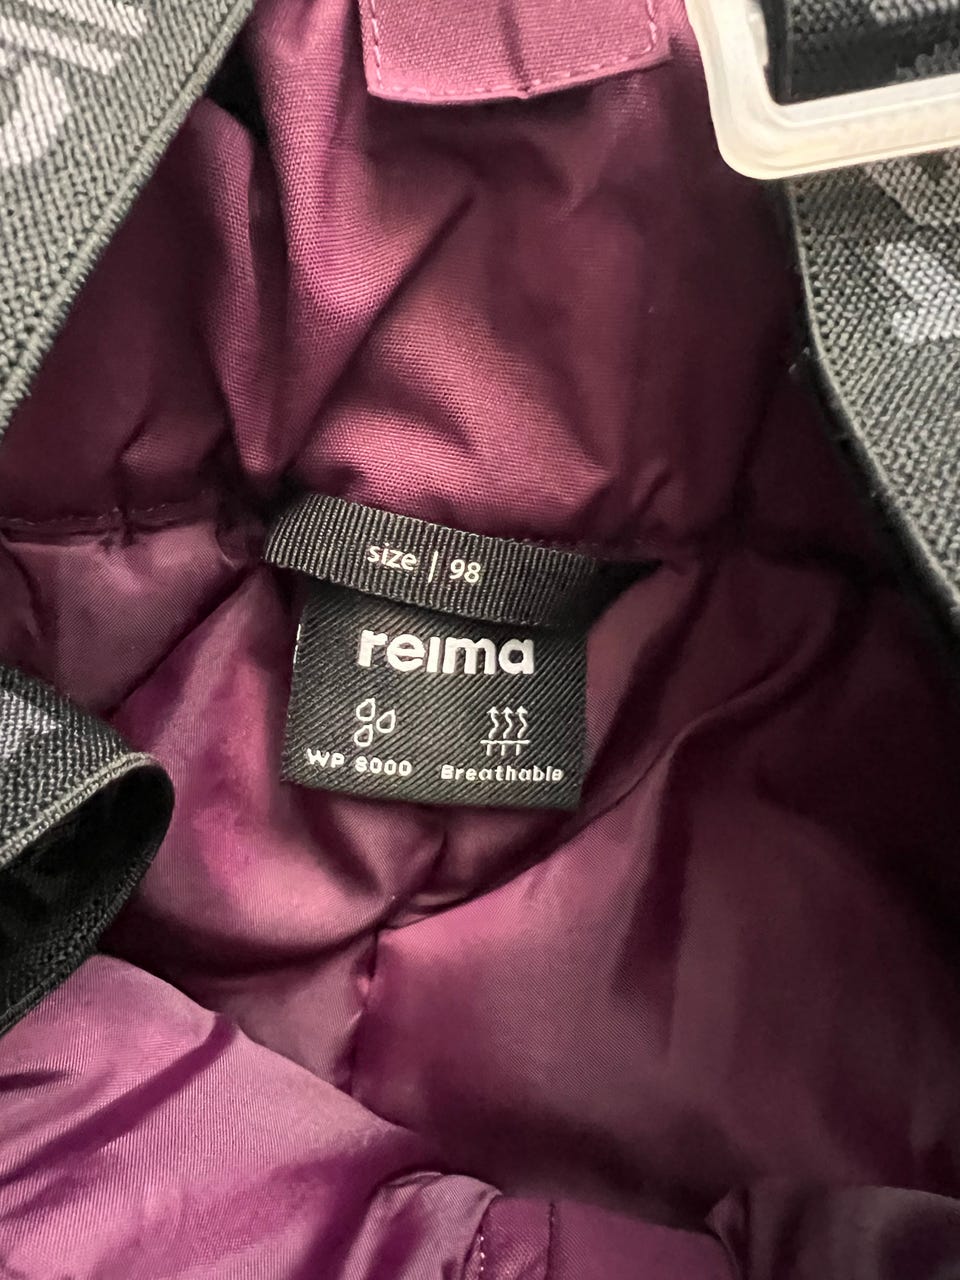 size | 98
reima
WP 8000
Breathable